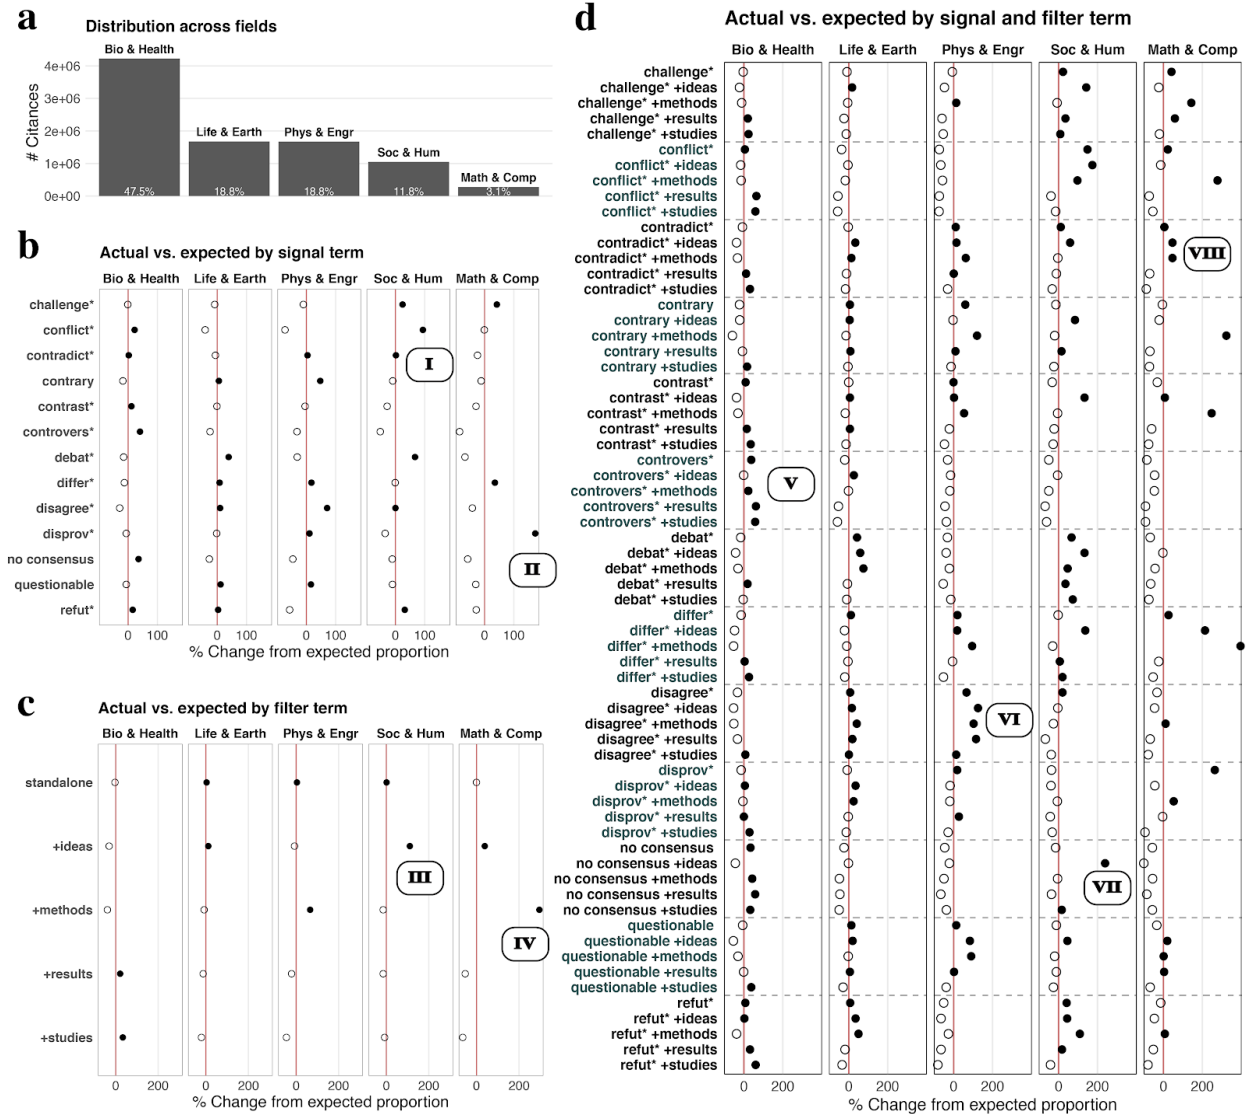 a
Distribution across fields
Bio & Health
Life & Earth
Phys & Engr
Soc & Hum
Math & Comp
4e+06
3e+06
2e+06
1e+06
0e+00
# Citances
47.5%
18.8%
18.8%
11.8%
3.1%
b
Actual vs. expected by signal term
Bio & Health
Life & Earth
Phys & Engr
Soc & Hum
Math & Comp
challenge*
conflict*
contradict*
contrary
contrast*
controvers*
debat*
differ*
disagree*
disprov*
no consensus
questionable
refut*
I
II
0 100
0 100
0 100
0 100
0 100
% Change from expected proportion
c
Actual vs. expected by filter term
Bio & Health
Life & Earth
Phys & Engr
Soc & Hum
Math & Comp
standalone
+ideas
+methods
+results
+studies
III
IV
0 200
0 200
0 200
0 200
0 200
% Change from expected proportion
d
Actual vs. expected by signal and filter term
Bio & Health
Life & Earth
Phys & Engr
Soc & Hum
Math & Comp
challenge*
challenge* +ideas
challenge* +methods
challenge* +results
challenge* +studies
conflict*
conflict* +ideas
conflict* +methods
conflict* +results
conflict* +studies
contradict*
contradict* +ideas
contradict* +methods
contradict* +results
contradict* +studies
contrary
contrary +ideas
contrary +methods
contrary +results
contrary +studies
contrast*
contrast* +ideas
contrast* +methods
contrast* +results
contrast* +studies
controvers*
controvers* +ideas
controvers* +methods
controvers* +results
controvers* +studies
debat*
debat* +ideas
debat* +methods
debat* +results
debat* +studies
differ*
differ* +ideas
differ* +methods
differ* +results
differ* +studies
disagree*
disagree* +ideas
disagree* +methods
disagree* +results
disagree* +studies
disprov*
disprov* +ideas
disprov* +methods
disprov* +results
disprov* +studies
no consensus
no consensus +ideas
no consensus +methods
no consensus +results
no consensus +studies
questionable
questionable +ideas
questionable +methods
questionable +results
questionable +studies
refut*
refut* +ideas
refut* +methods
refut* +results
refut* +studies
VIII
V
VI
VII
0 200
0 200
0 200
0 200
0 200
% Change from expected proportion